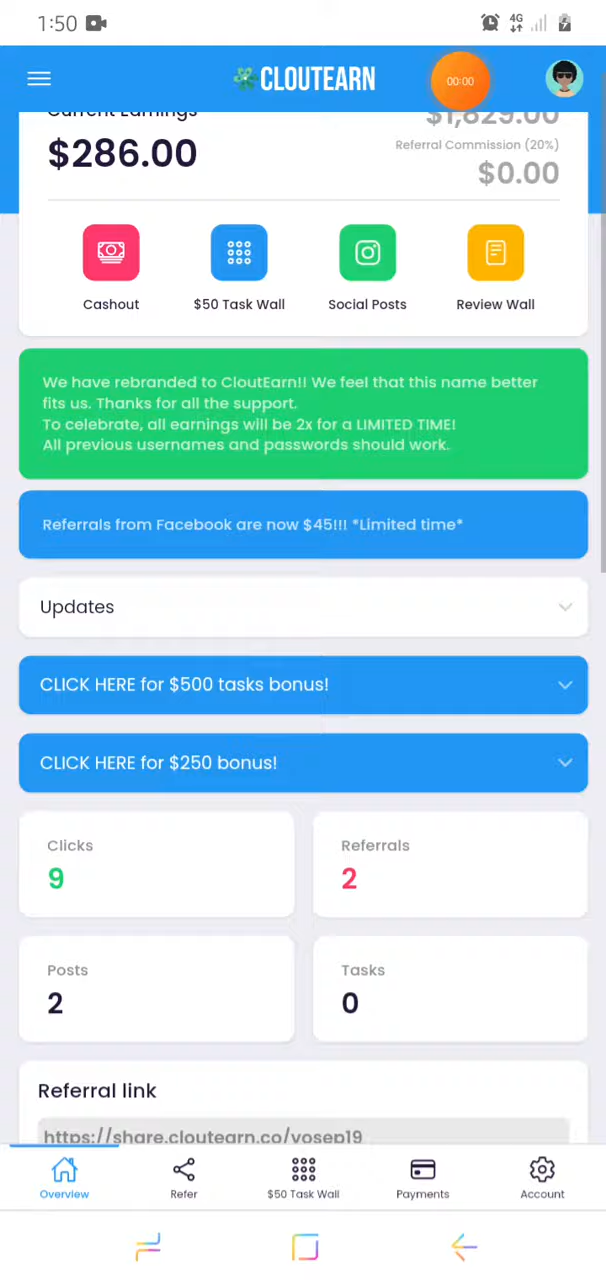 1:50
4G
CLOUTEARN
00:00
Current Earnings
$1,829.00
$286.00
Referral Commission (20%)
$0.00
Cashout
$50 Task Wall
Social Posts
Review Wall
We have rebranded to CloutEarn!! We feel that this name better
fits us. Thanks for all the support.
To celebrate, all earnings will be 2x for a LIMITED TIME!
All previous usernames and passwords should work.
Referrals from Facebook are now $45!!! *Limited time*
Updates
CLICK HERE for $500 tasks bonus!
CLICK HERE for $250 bonus!
Clicks
9
Referrals
2
Posts
2
Tasks
0
Referral link
https://share.cloutearn.co/yosep19
Overview
Refer
$50 Task Wall
Payments
Account